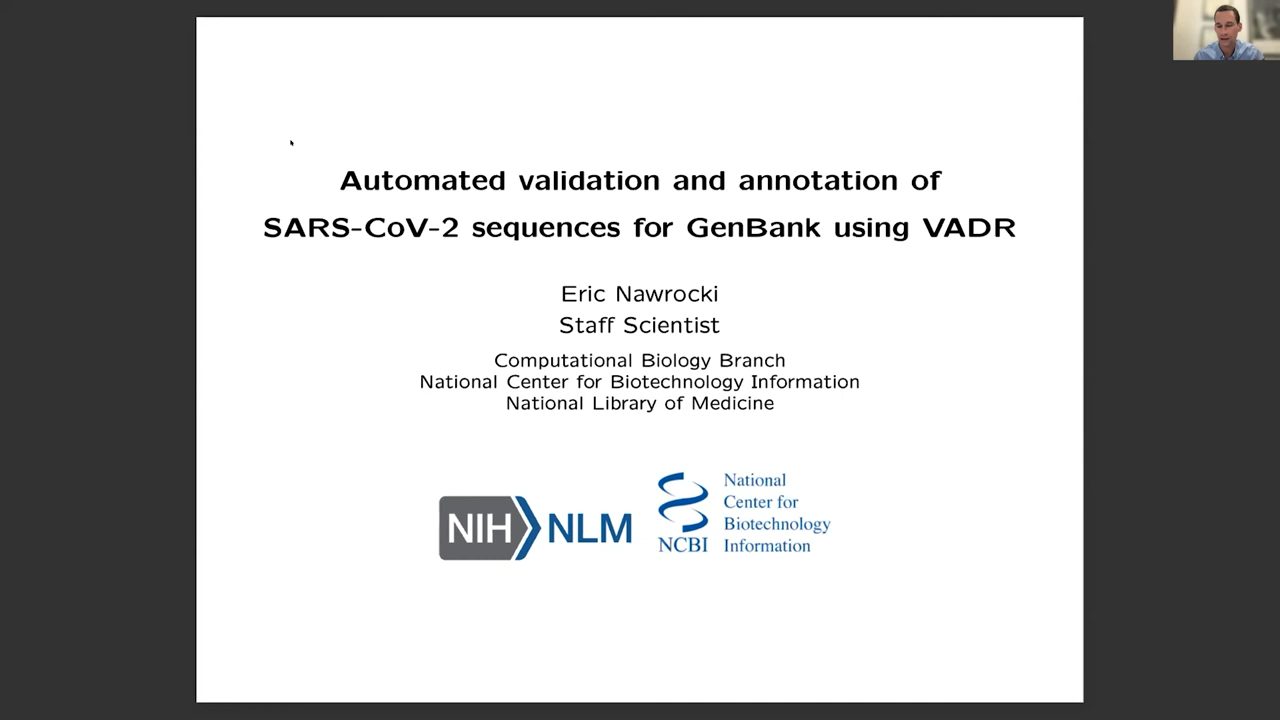 Automated validation and annotation of
SARS-CoV-2 sequences for GenBank using VADR
Eric Nawrocki
Staff Scientist
Computational Biology Branch
National Center for Biotechnology Information
National Library of Medicine
NIH NLM
NCBI
National
Center for
Biotechnology
Information